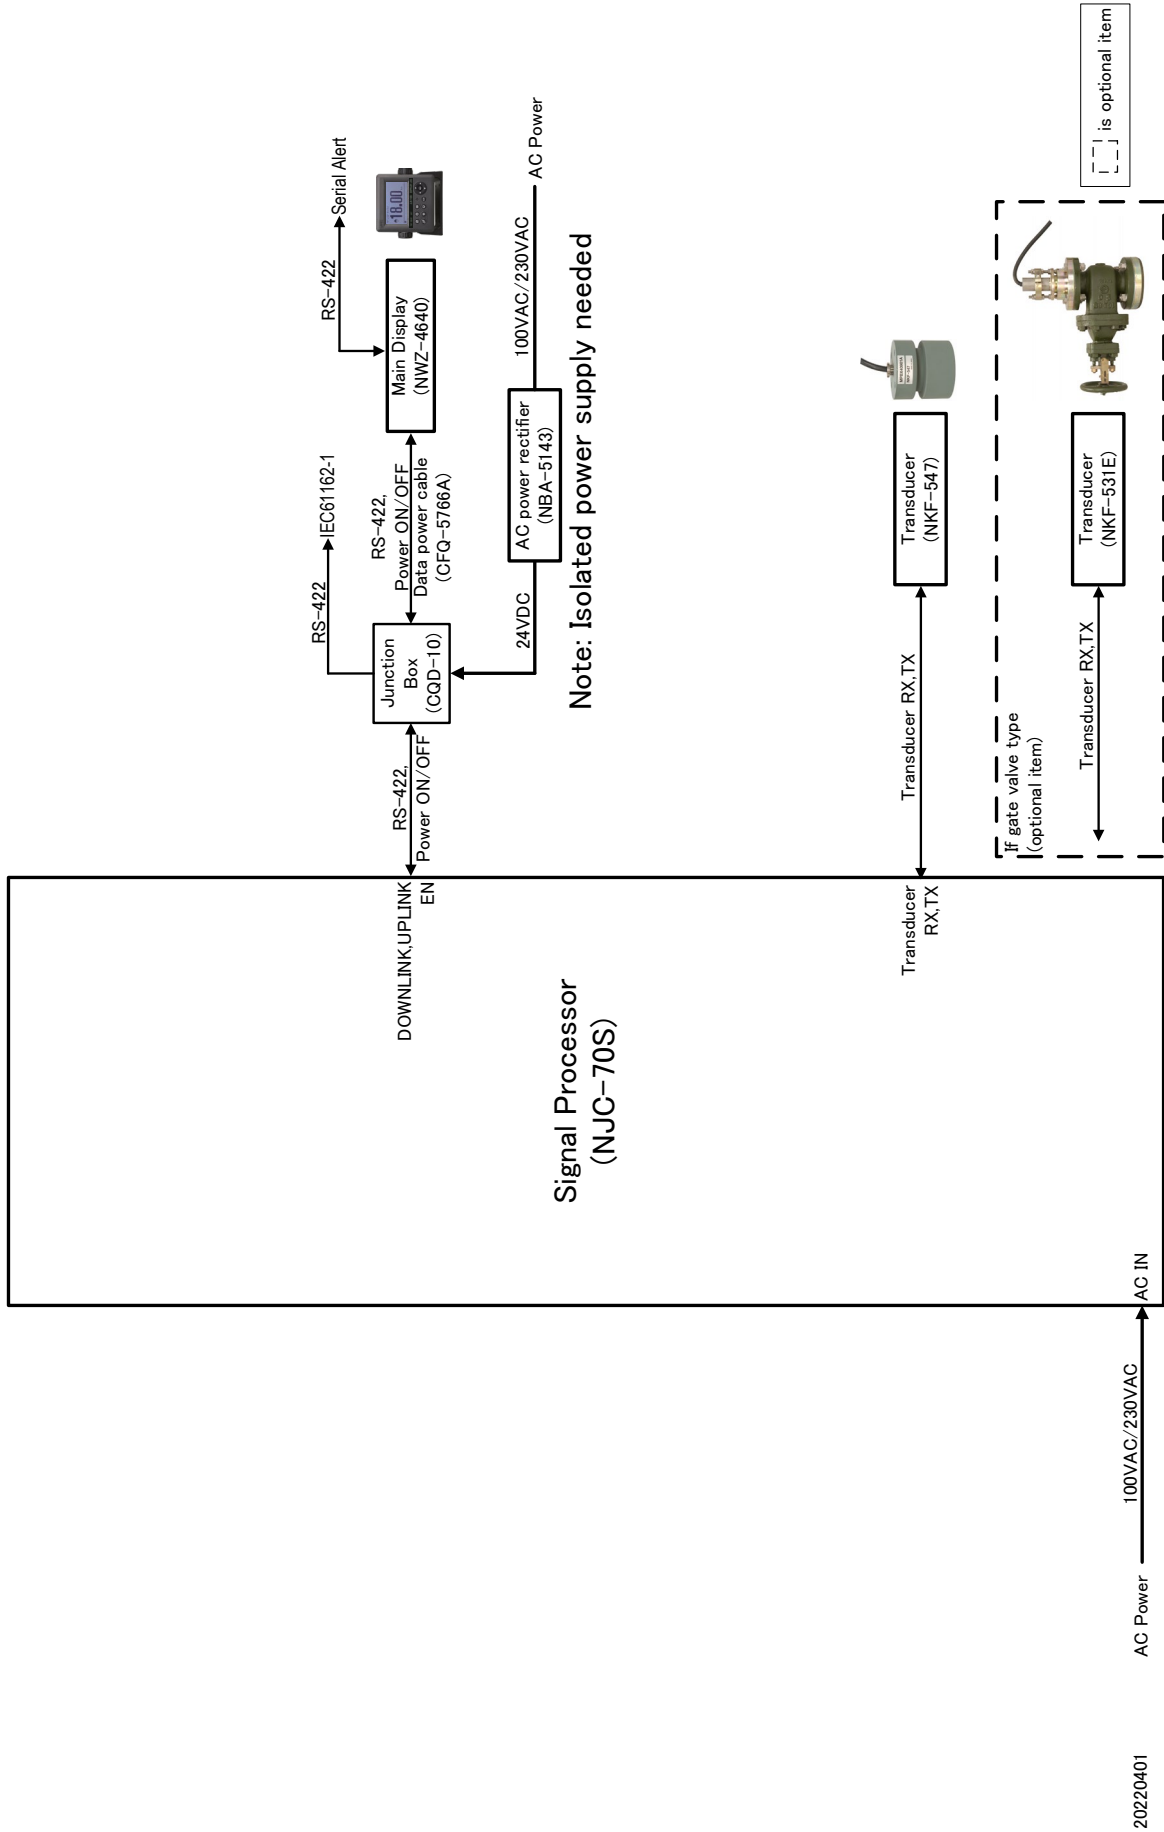 RS-422
Serial Alert
RS-422
IEC61162-1
Main Display
(NWZ-4640)
-18.00
RS-422,
Power ON/OFF
Data power cable
(CFQ-5766A)
Junction
Box
(CQD-10)
RS-422,
Power ON/OFF
DOWNLINK,UPLINK
EN
24VDC
AC power rectifier
(NBA-5143)
100VAC/230VAC
AC Power
Note: Isolated power supply needed
Signal Processor
(NJC-70S)
Transducer
RX,TX
Transducer RX,TX
Transducer
(NKF-547)
If gate valve type
(optional item)
Transducer RX,TX
Transducer
(NKF-531E)
is optional item
AC Power
100VAC/230VAC
AC IN
20220401